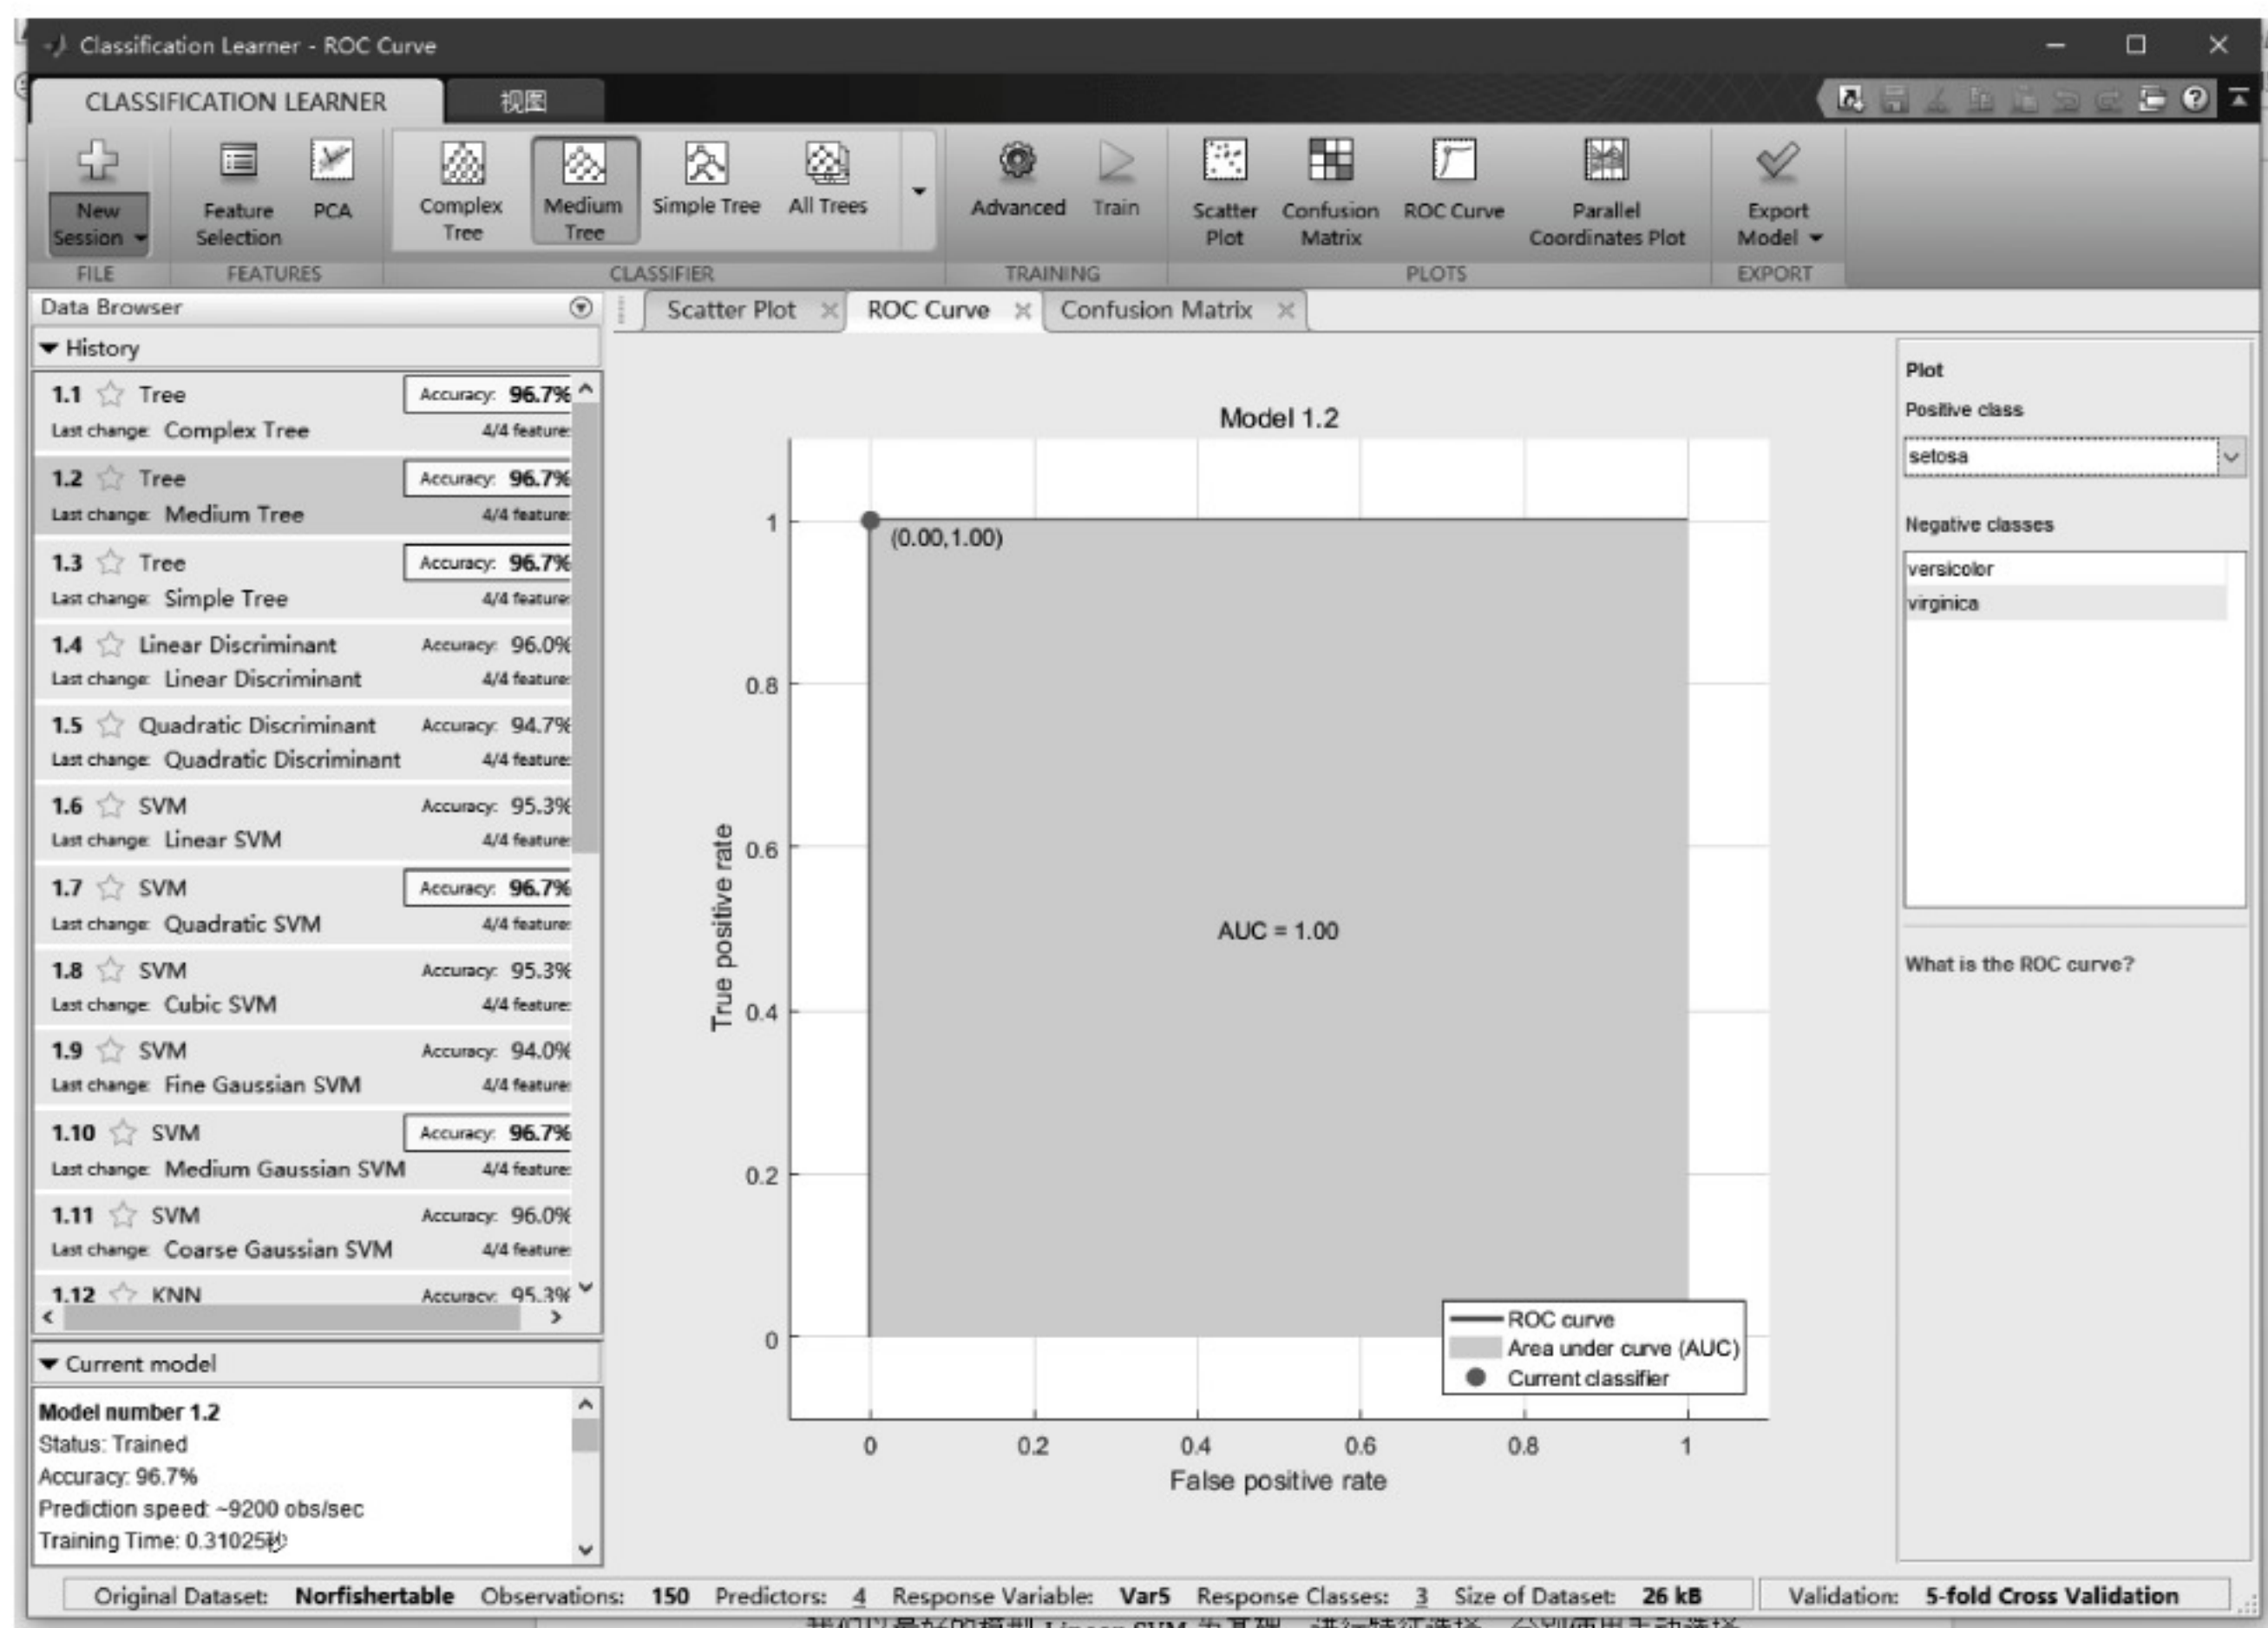 Classification Learner - ROC Curve
CLASSIFICATION LEARNER 视图
New Session
Feature Selection
PCA
Complex Tree
Medium Tree
Simple Tree
All Trees
Advanced
Train
Scatter Plot
Confusion Matrix
ROC Curve
Parallel Coordinates Plot
Export Model
FILE FEATURES CLASSIFIER TRAINING PLOTS EXPORT
Data Browser
History
1.1 Tree Accuracy: 96.7%
Last change: Complex Tree 4/4 features
1.2 Tree Accuracy: 96.7%
Last change: Medium Tree 4/4 features
1.3 Tree Accuracy: 96.7%
Last change: Simple Tree 4/4 features
1.4 Linear Discriminant Accuracy: 96.0%
Last change: Linear Discriminant 4/4 features
1.5 Quadratic Discriminant Accuracy: 94.7%
Last change: Quadratic Discriminant 4/4 features
1.6 SVM Accuracy: 95.3%
Last change: Linear SVM 4/4 features
1.7 SVM Accuracy: 96.7%
Last change: Quadratic SVM 4/4 features
1.8 SVM Accuracy: 95.3%
Last change: Cubic SVM 4/4 features
1.9 SVM Accuracy: 94.0%
Last change: Fine Gaussian SVM 4/4 features
1.10 SVM Accuracy: 96.7%
Last change: Medium Gaussian SVM 4/4 features
1.11 SVM Accuracy: 96.0%
Last change: Coarse Gaussian SVM 4/4 features
1.12 KNN Accuracy: 95.3%
Current model
Model number 1.2
Status: Trained
Accuracy: 96.7%
Prediction speed: ~9200 obs/sec
Training Time: 0.31025秒
Scatter Plot ROC Curve Confusion Matrix
Model 1.2
1
(0.00,1.00)
0.8
0.6
0.4
0.2
0
True positive rate
AUC = 1.00
ROC curve
Area under curve (AUC)
Current classifier
0 0.2 0.4 0.6 0.8 1
False positive rate
Plot
Positive class
setosa
Negative classes
versicolor
virginica
What is the ROC curve?
Original Dataset: Norfishertable Observations: 150 Predictors: 4 Response Variable: Var5 Response Classes: 3 Size of Dataset: 26 kB Validation: 5-fold Cross Validation